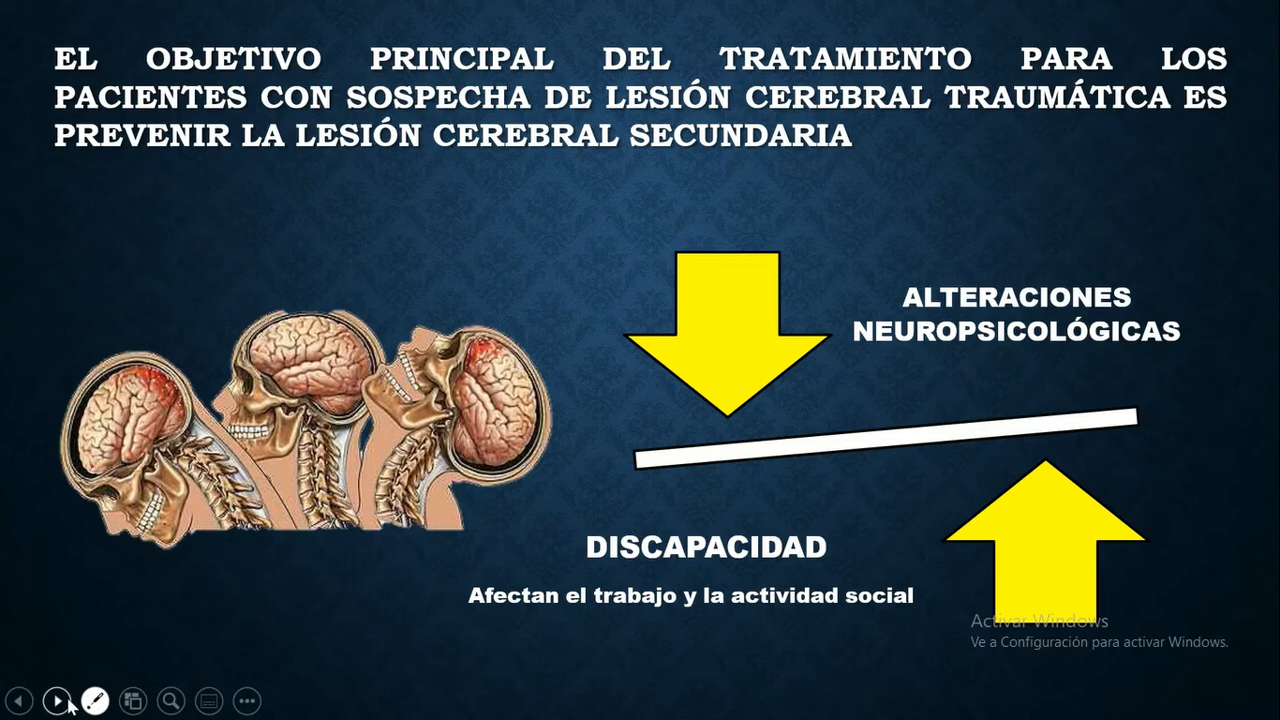 EL OBJETIVO PRINCIPAL DEL TRATAMIENTO PARA LOS
PACIENTES CON SOSPECHA DE LESIÓN CEREBRAL TRAUMÁTICA ES
PREVENIR LA LESIÓN CEREBRAL SECUNDARIA
ALTERACIONES
NEUROPSICOLÓGICAS
DISCAPACIDAD
Afectan el trabajo y la actividad social
Activar Windows
Ve a Configuración para activar Windows.